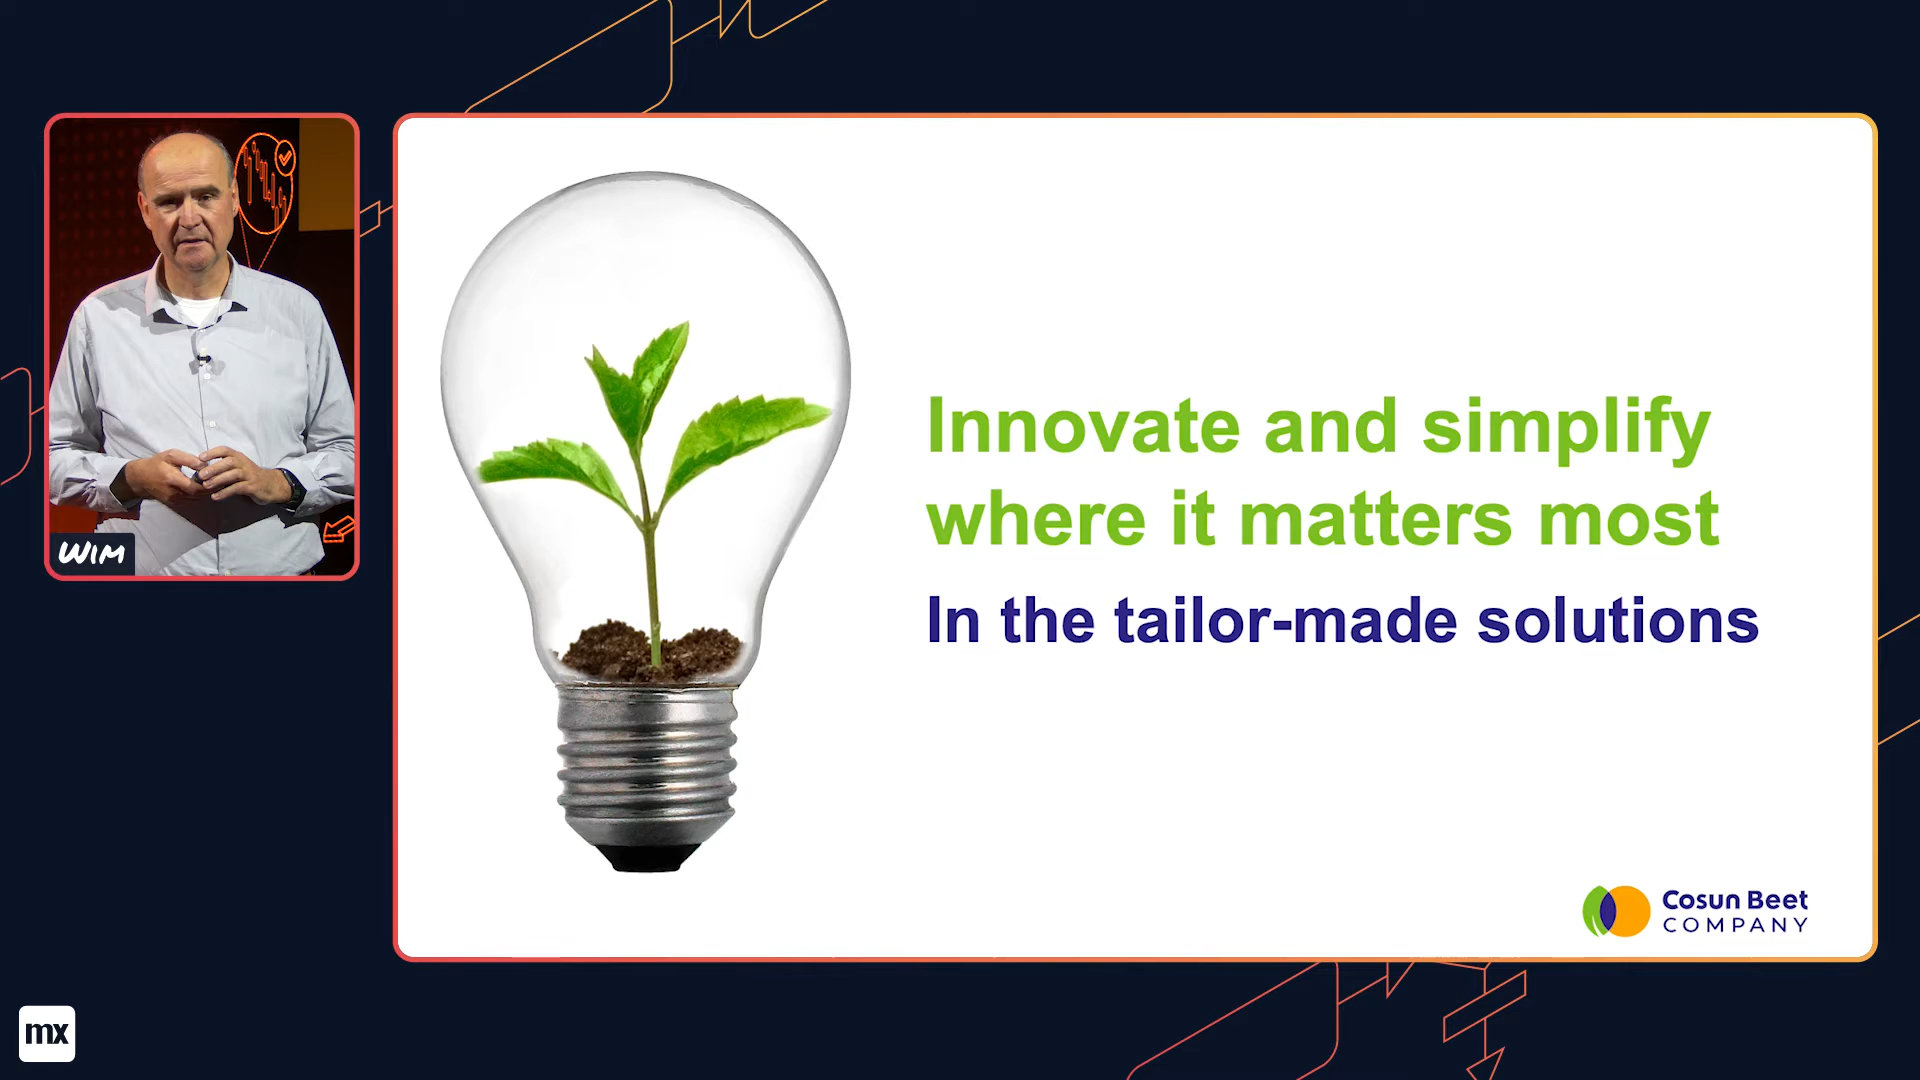 WIM
Innovate and simplify
where it matters most
In the tailor-made solutions
Cosun Beet
COMPANY
mx